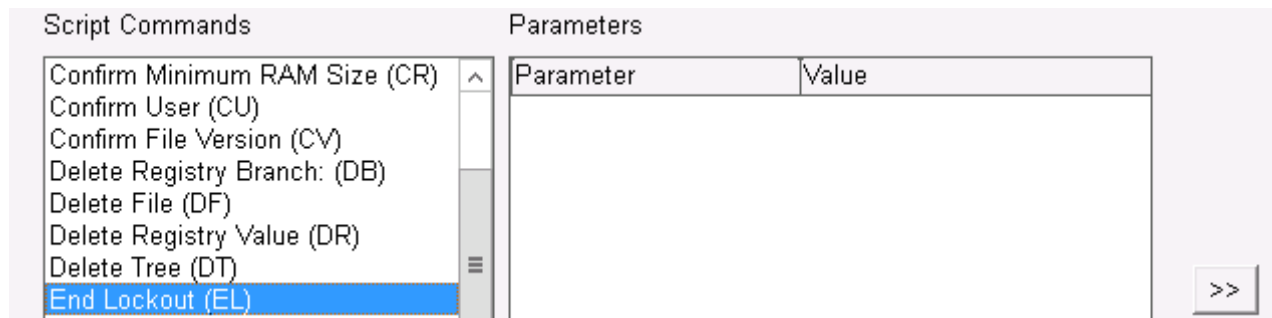 Script Commands
Parameters
Confirm Minimum RAM Size (CR)
Confirm User (CU)
Confirm File Version (CV)
Delete Registry Branch: (DB)
Delete File (DF)
Delete Registry Value (DR)
Delete Tree (DT)
End Lockout (EL)
Parameter
Value
>>